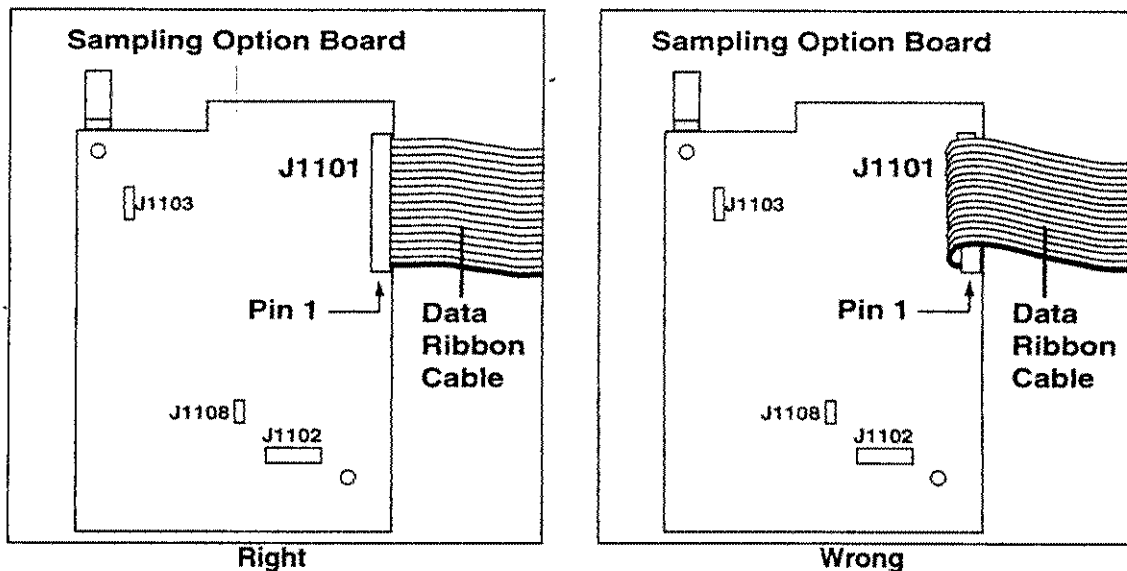 Sampling Option Board
J1101
J1103
Pin 1
Data
Ribbon
Cable
J1108
J1102
Right
Sampling Option Board
J1101
J1103
Pin 1
Data
Ribbon
Cable
J1108
J1102
Wrong